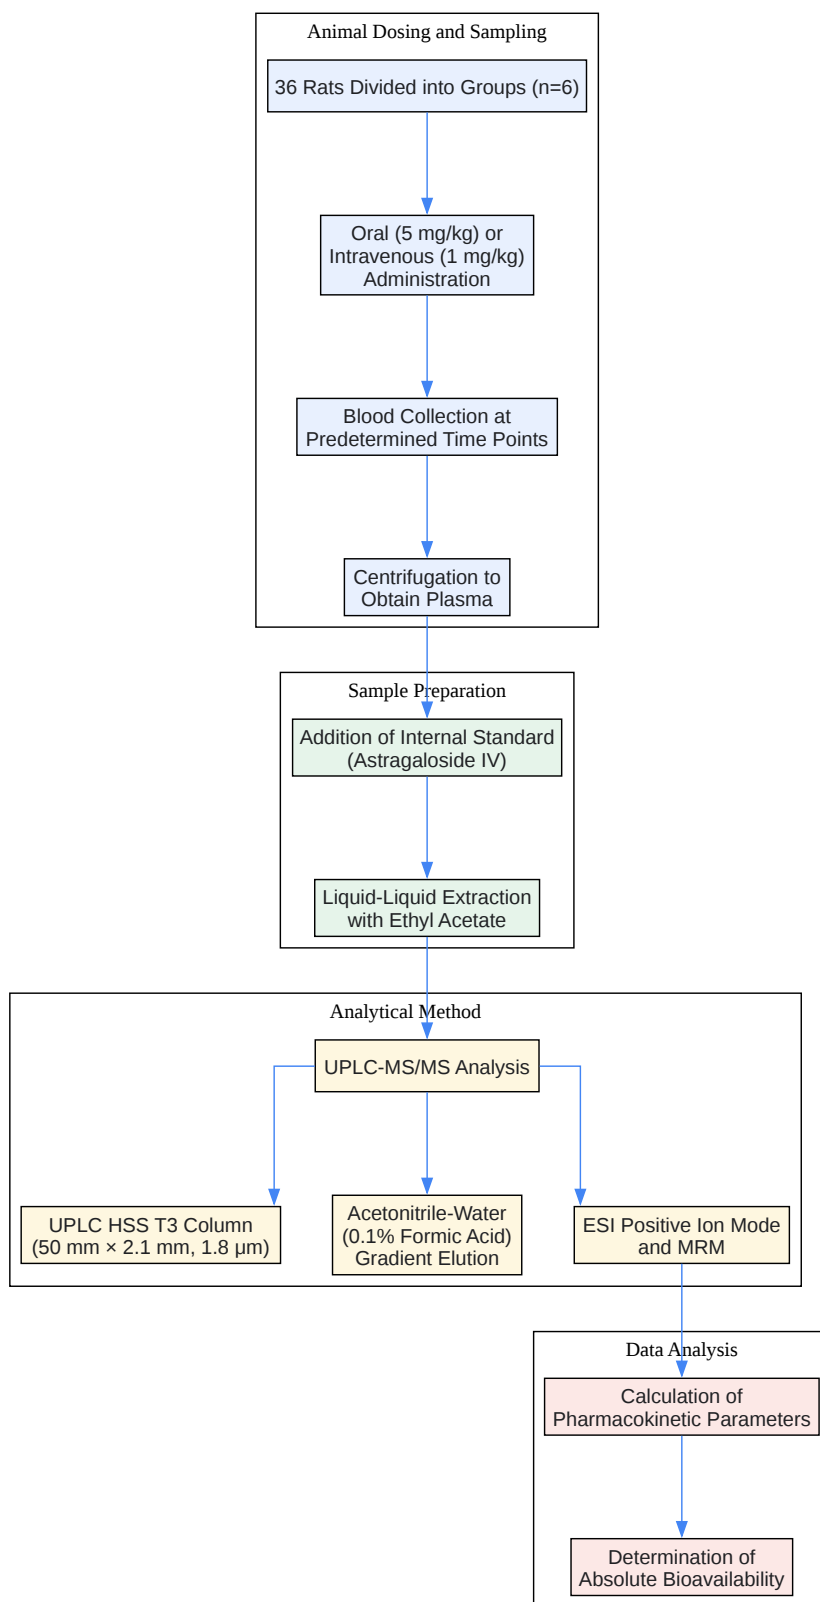 Animal Dosing and Sampling
36 Rats Divided into Groups (n=6)
Oral (5 mg/kg) or
Intravenous (1 mg/kg)
Administration
Blood Collection at
Predetermined Time Points
Centrifugation to
Obtain Plasma
Sample Preparation
Addition of Internal Standard
(Astragaloside IV)
Liquid-Liquid Extraction
with Ethyl Acetate
Analytical Method
UPLC-MS/MS Analysis
UPLC HSS T3 Column
(50 mm × 2.1 mm, 1.8 μm)
Acetonitrile-Water
(0.1% Formic Acid)
Gradient Elution
ESI Positive Ion Mode
and MRM
Data Analysis
Calculation of
Pharmacokinetic Parameters
Determination of
Absolute Bioavailability